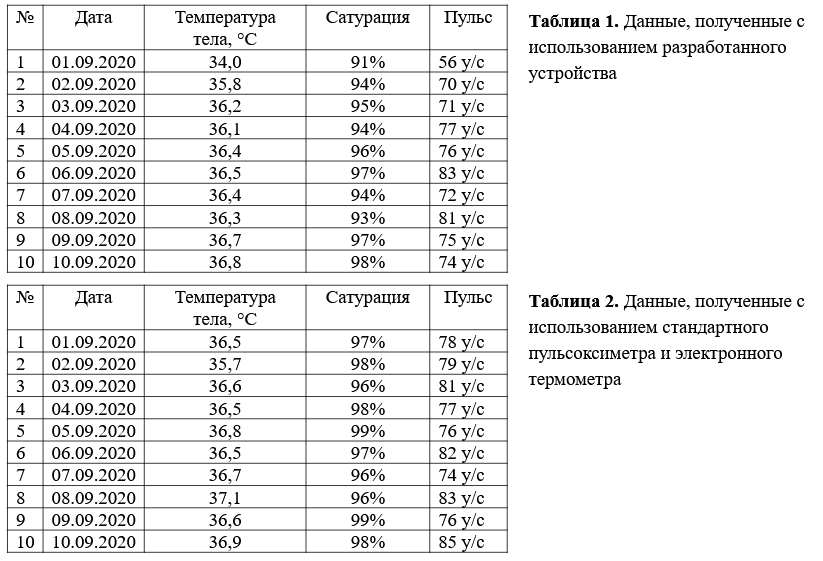 № Дата Температура тела, °C Сатурация Пульс
1 01.09.2020 34,0 91% 56 у/с
2 02.09.2020 35,8 94% 70 у/с
3 03.09.2020 36,2 95% 71 у/с
4 04.09.2020 36,1 94% 77 у/с
5 05.09.2020 36,4 96% 76 у/с
6 06.09.2020 36,5 97% 83 у/с
7 07.09.2020 36,4 94% 72 у/с
8 08.09.2020 36,3 93% 81 у/с
9 09.09.2020 36,7 97% 75 у/с
10 10.09.2020 36,8 98% 74 у/с
Таблица 1. Данные, полученные с
использованием разработанного
устройства
№ Дата Температура тела, °C Сатурация Пульс
1 01.09.2020 36,5 97% 78 у/с
2 02.09.2020 35,7 98% 79 у/с
3 03.09.2020 36,6 96% 81 у/с
4 04.09.2020 36,5 98% 77 у/с
5 05.09.2020 36,8 99% 76 у/с
6 06.09.2020 36,5 97% 82 у/с
7 07.09.2020 36,7 96% 74 у/с
8 08.09.2020 37,1 96% 83 у/с
9 09.09.2020 36,6 99% 76 у/с
10 10.09.2020 36,9 98% 85 у/с
Таблица 2. Данные, полученные с
использованием стандартного
пульсоксиметра и электронного
термометра